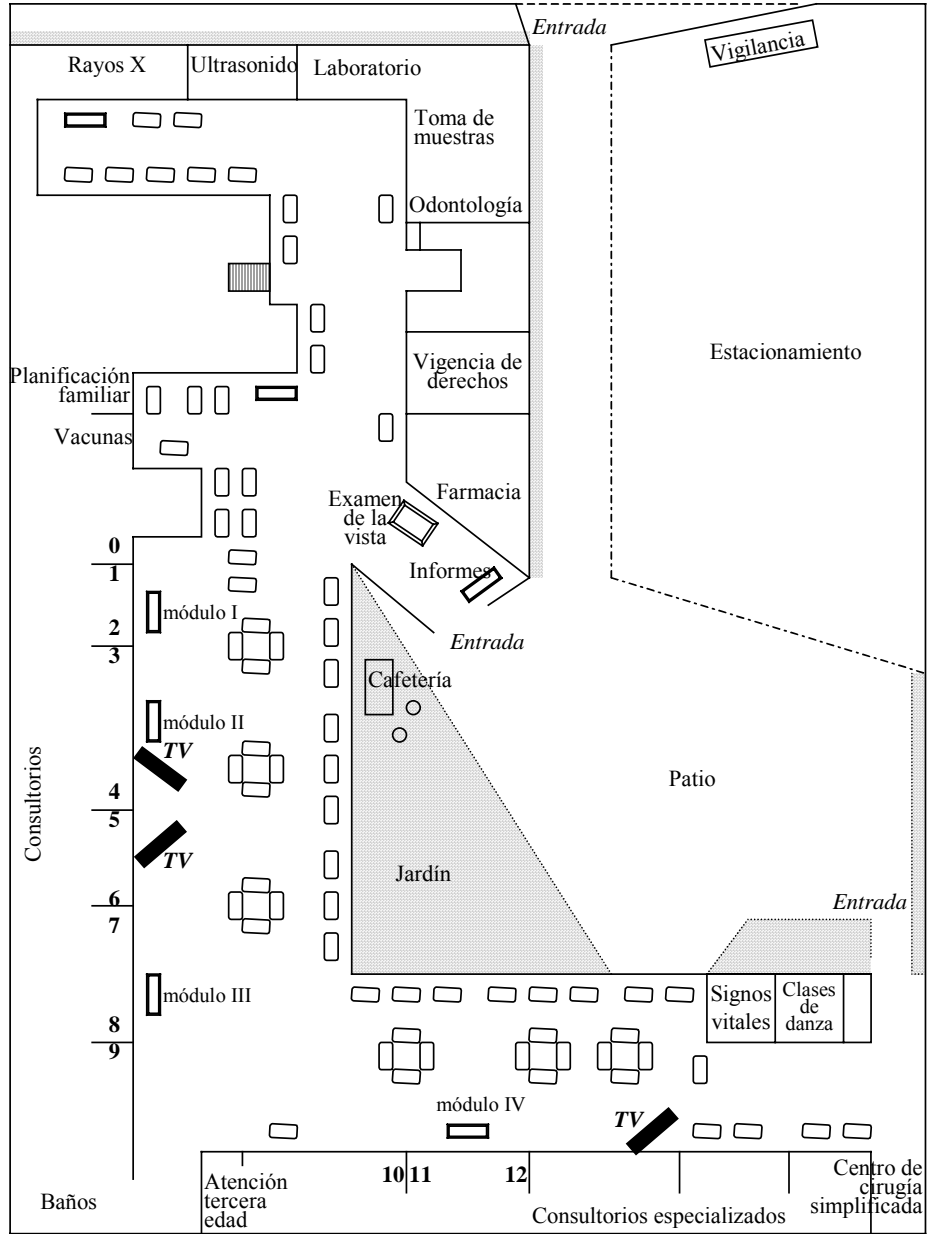 Entrada
Vigilancia
Rayos X
Ultrasonido
Laboratorio
Toma de
muestras
Odontología
Estacionamiento
Vigencia de
derechos
Planificación
familiar
Vacunas
Farmacia
Examen
de la
vista
Informes
0
1
módulo I
2
3
Entrada
Cafetería
módulo II
TV
Patio
Consultorios
4
5
TV
Jardín
6
7
Entrada
módulo III
Signos
vitales
Clases
de
danza
8
9
módulo IV
TV
Baños
Atención
tercera
edad
10
11
12
Consultorios especializados
Centro de
cirugía
simplificada